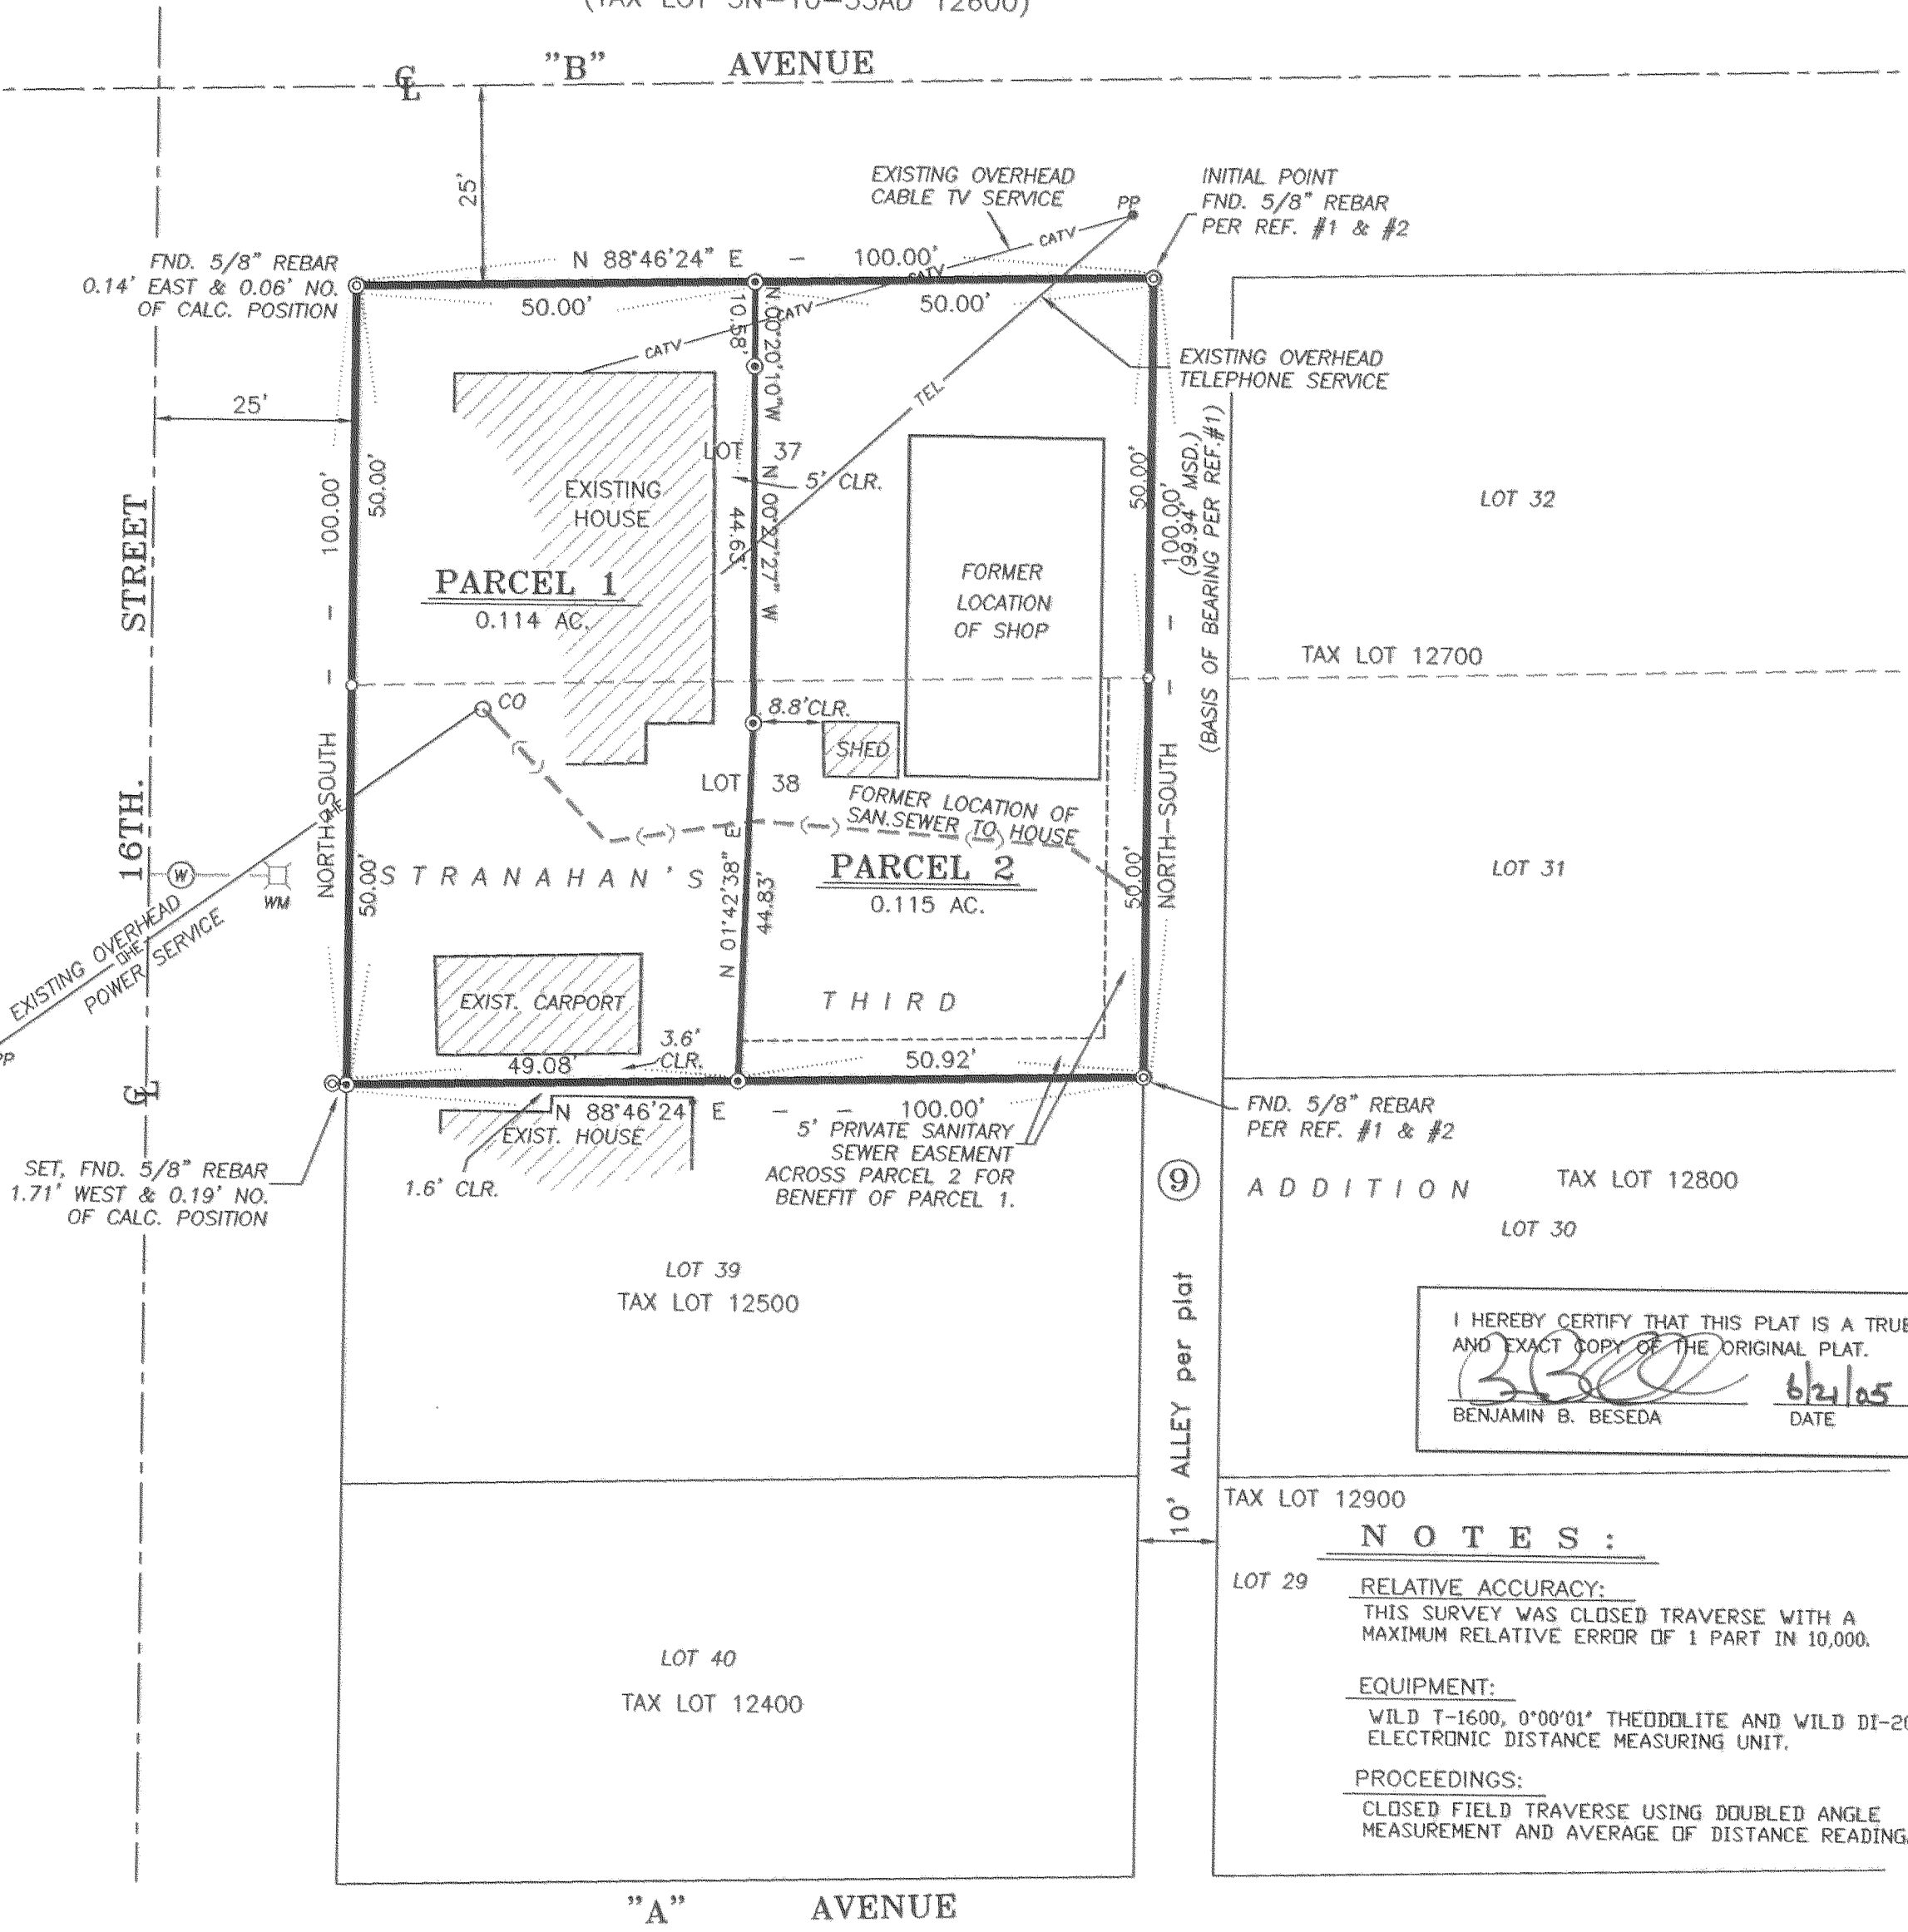 (TAX LOT 3N-10-35AD 12600)
"B" AVENUE
CL
25'
EXISTING OVERHEAD
CABLE TV SERVICE
PP
INITIAL POINT
FND. 5/8" REBAR
PER REF. #1 & #2
FND. 5/8" REBAR
0.14' EAST & 0.06' NO.
OF CALC. POSITION
N 88°46'24" E - 100.00'
CATV
CATV
50.00'
50.00'
CATV
CATV
10.58'
N 00°20'10" W
EXISTING OVERHEAD
TELEPHONE SERVICE
TEL
25'
LOT 37
5' CLR.
EXISTING
HOUSE
44.63'
N 00°27'27" W
100.00'
50.00'
50.00'
100.00'
(99.94' MSD.)
(BASIS OF BEARING PER REF.#1)
LOT 32
PARCEL 1
0.114 AC.
FORMER
LOCATION
OF SHOP
TAX LOT 12700
16TH. STREET
CO
8.8' CLR.
SHED
LOT 38
FORMER LOCATION OF
SAN.SEWER TO HOUSE
NORTH-SOUTH
NORTH-SOUTH
OHE
W
WM
50.00'
STRANAHAN'S
N 01°42'38" E
44.83'
PARCEL 2
0.115 AC.
50.00'
LOT 31
EXISTING OVERHEAD
OHE
POWER SERVICE
PP
EXIST. CARPORT
THIRD
3.6'
CLR.
49.08'
50.92'
CL
N 88°46'24" E - - 100.00'
EXIST. HOUSE
1.6' CLR.
5' PRIVATE SANITARY
SEWER EASEMENT
ACROSS PARCEL 2 FOR
BENEFIT OF PARCEL 1.
FND. 5/8" REBAR
PER REF. #1 & #2
SET, FND. 5/8" REBAR
1.71' WEST & 0.19' NO.
OF CALC. POSITION
9
ADDITION
TAX LOT 12800
LOT 30
LOT 39
TAX LOT 12500
10' ALLEY per plat
I HEREBY CERTIFY THAT THIS PLAT IS A TRUE
AND EXACT COPY OF THE ORIGINAL PLAT.
6/21/05
BENJAMIN B. BESEDA
DATE
TAX LOT 12900
LOT 29
LOT 40
TAX LOT 12400
NOTES:
RELATIVE ACCURACY:
THIS SURVEY WAS CLOSED TRAVERSE WITH A
MAXIMUM RELATIVE ERROR OF 1 PART IN 10,000.
EQUIPMENT:
WILD T-1600, 0°00'01" THEODOLITE AND WILD DI-20
ELECTRONIC DISTANCE MEASURING UNIT.
PROCEEDINGS:
CLOSED FIELD TRAVERSE USING DOUBLED ANGLE
MEASUREMENT AND AVERAGE OF DISTANCE READING
"A" AVENUE